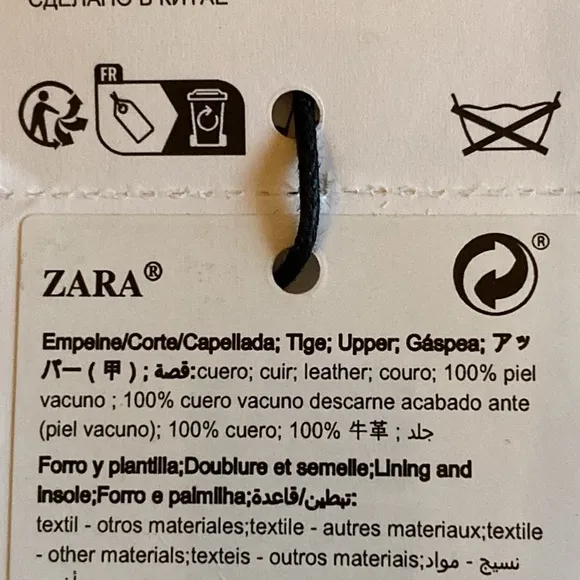 СДЕЛАНО В КИТАЕ
FR
ZARA®
®
Empeine/Corte/Capellada; Tige; Upper; Gáspea; アッ
パー ( 甲 ) ; قصة:cuero; cuir; leather; couro; 100% piel
vacuno ; 100% cuero vacuno descarne acabado ante
(piel vacuno); 100% cuero; 100% 牛革 ; جلد
Forro y plantilla;Doublure et semelle;Lining and
insole;Forro e palmilha;تبطين/قاعدة:
textil - otros materiales;textile - autres materiaux;textile
- other materials;texteis - outros materiais;نسيج - مواد